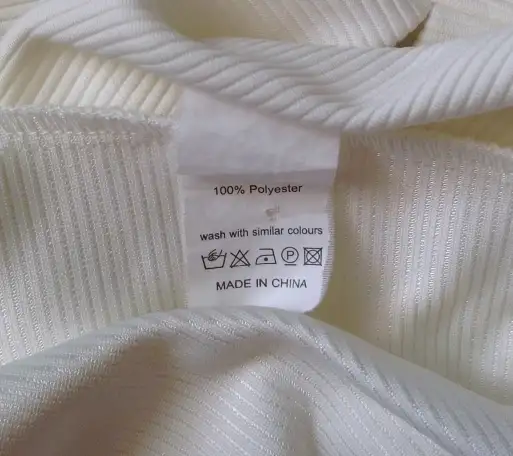 100% Polyester
wash with similar colours
P
MADE IN CHINA